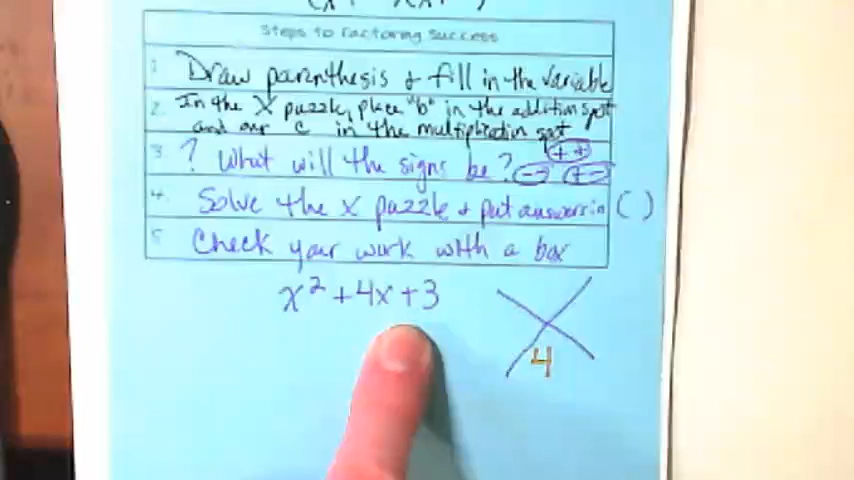 Steps to Factoring Success
1. Draw parenthesis & fill in the variable
2. In the X puzzle, place "b" in the addition spot
and our c in the multiplication spot
3. ? What will the signs be? ++
-- +-
4. Solve the X puzzle & put answer in ( )
5. Check your work with a box
x² + 4x + 3
4